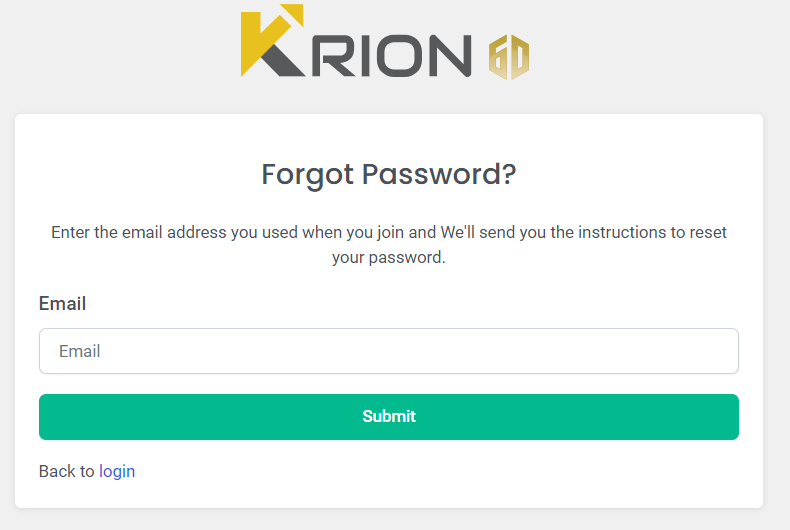 KRION 6D
Forgot Password?
Enter the email address you used when you join and We'll send you the instructions to reset
your password.
Email
Email
Submit
Back to login